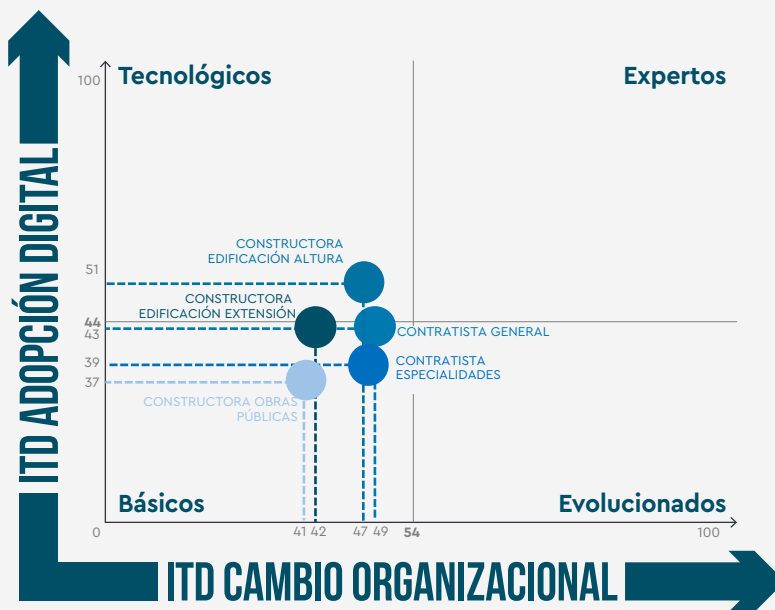 ITD ADOPCIÓN DIGITAL
100
Tecnológicos
Expertos
CONSTRUCTORA
EDIFICACIÓN ALTURA
51
CONSTRUCTORA
EDIFICACIÓN EXTENSIÓN
44
43
CONTRATISTA GENERAL
39
CONTRATISTA
ESPECIALIDADES
37
CONSTRUCTORA OBRAS
PÚBLICAS
Básicos
Evolucionados
0
41
42
47
49
54
100
ITD CAMBIO ORGANIZACIONAL